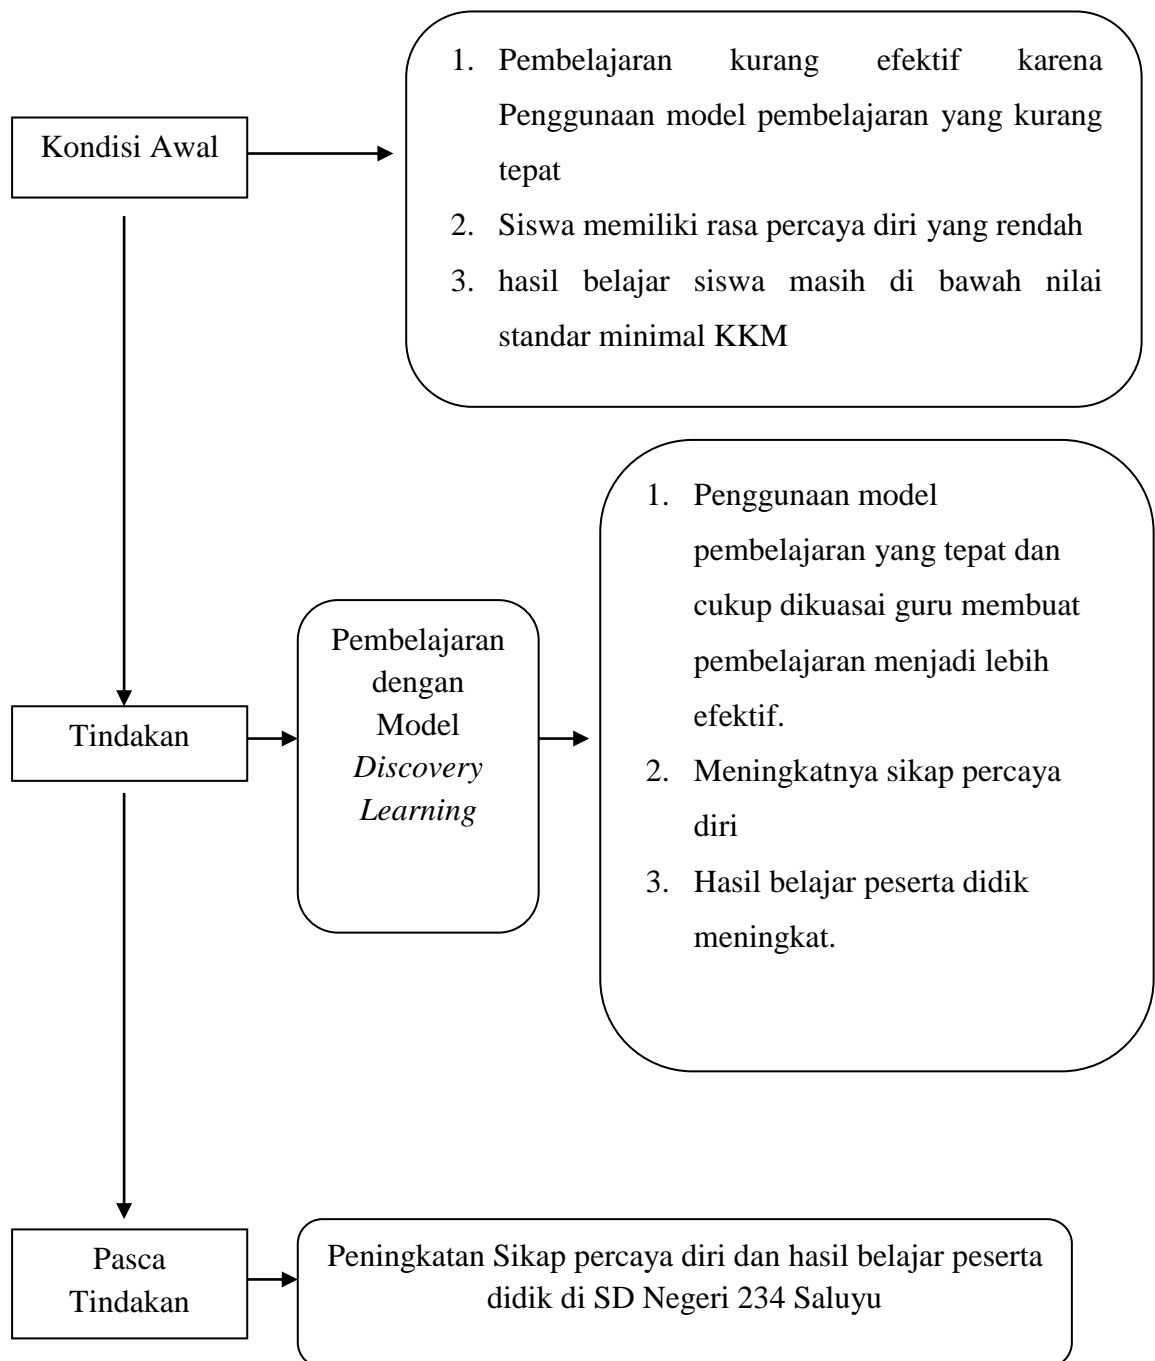 Kondisi Awal
1. Pembelajaran kurang efektif karena
Penggunaan model pembelajaran yang kurang
tepat
2. Siswa memiliki rasa percaya diri yang rendah
3. hasil belajar siswa masih di bawah nilai
standar minimal KKM
Tindakan
Pembelajaran
dengan
Model
Discovery
Learning
1. Penggunaan model
pembelajaran yang tepat dan
cukup dikuasai guru membuat
pembelajaran menjadi lebih
efektif.
2. Meningkatnya sikap percaya
diri
3. Hasil belajar peserta didik
meningkat.
Pasca
Tindakan
Peningkatan Sikap percaya diri dan hasil belajar peserta
didik di SD Negeri 234 Saluyu